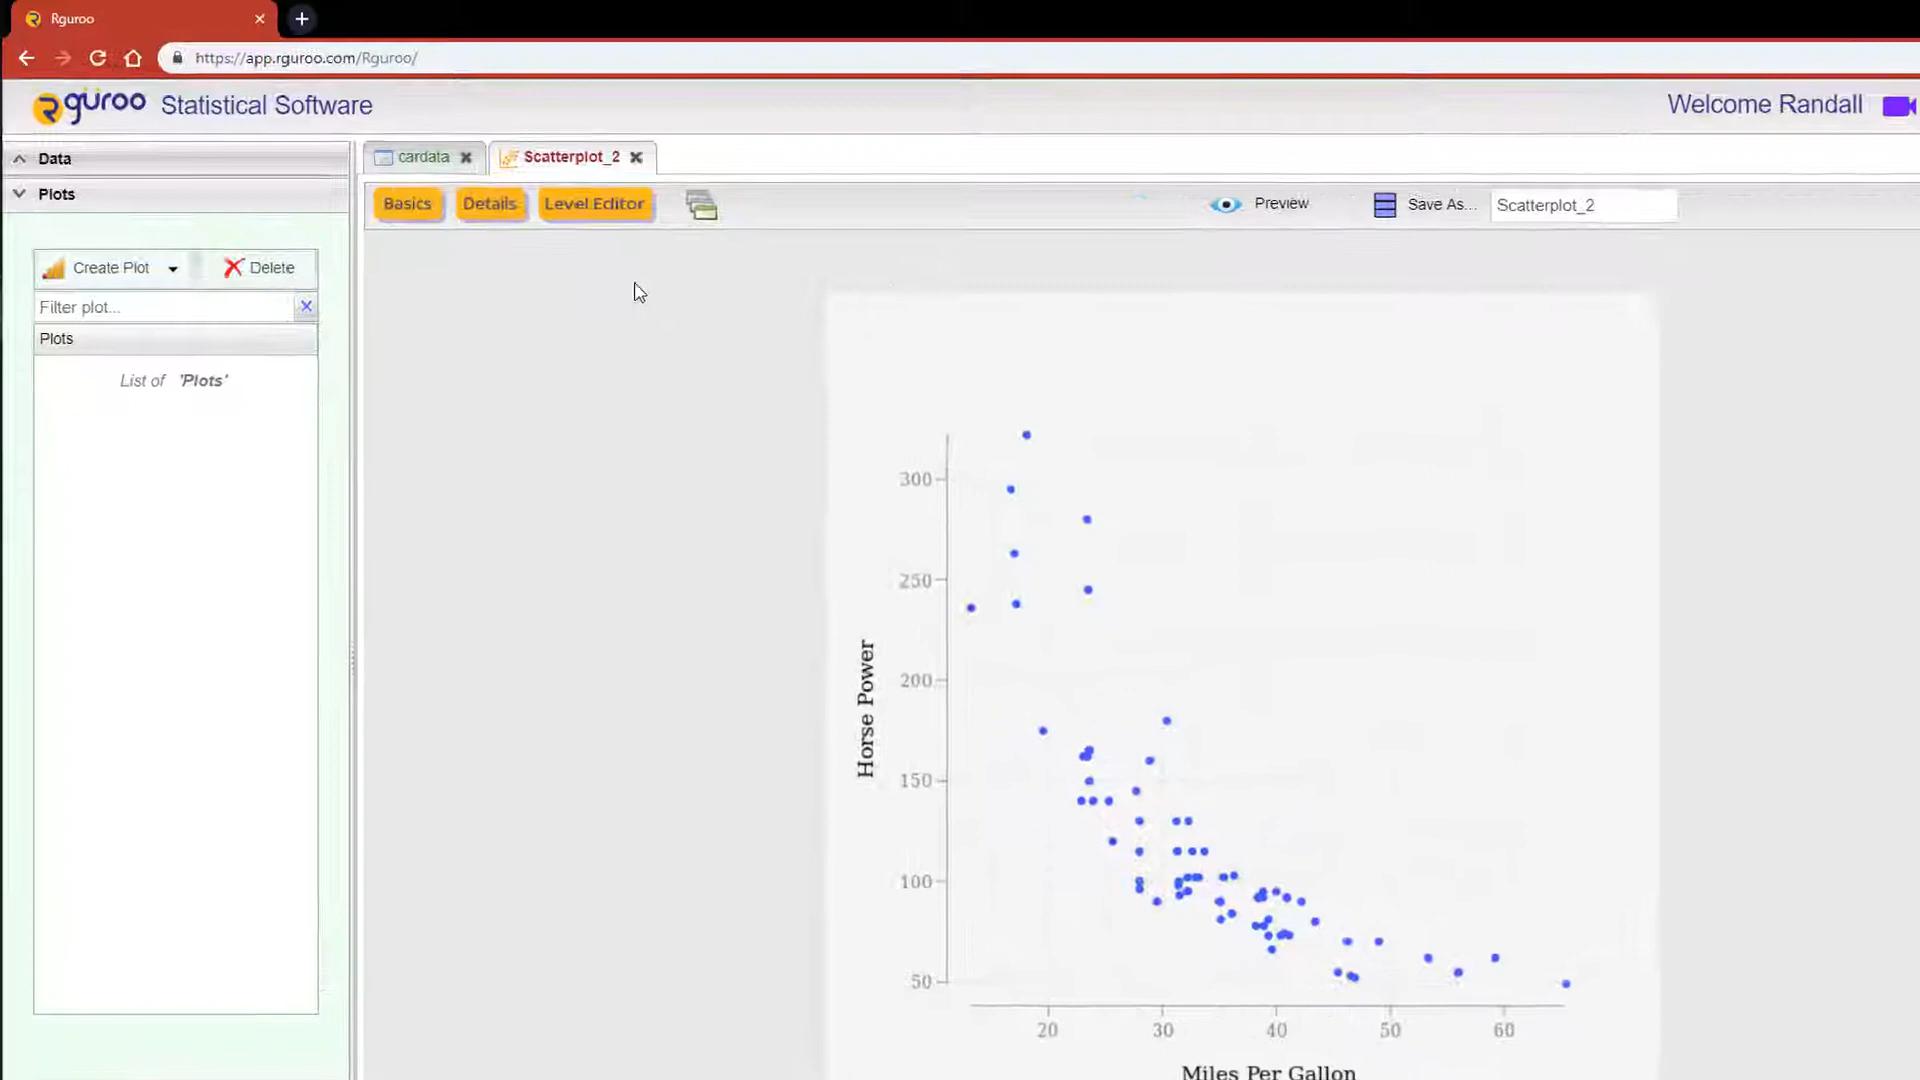 Rguroo
https://app.rguroo.com/Rguroo/
Rguroo Statistical Software
Welcome Randall
Data
cardata
Scatterplot_2
Plots
Basics
Details
Level Editor
Preview
Save As...
Scatterplot_2
Create Plot
Delete
Filter plot...
Plots
List of 'Plots'
300
250
200
150
100
50
Horse Power
20 30 40 50 60
Miles Per Gallon